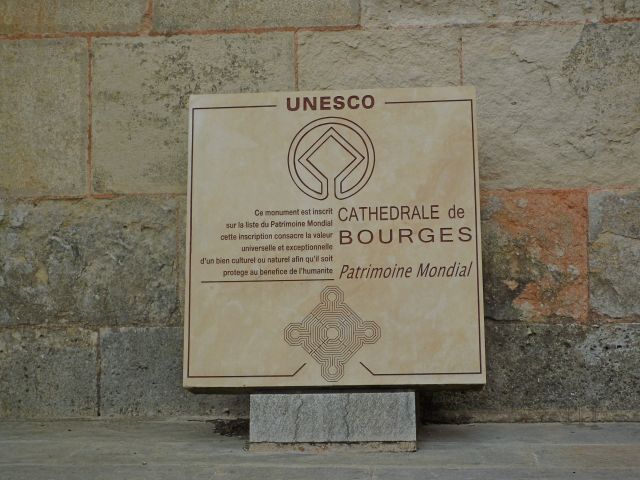 UNESCO
Ce monument est inscrit
sur la liste du Patrimoine Mondial
cette inscription consacre la valeur
universelle et exceptionnelle
d'un bien culturel ou naturel afin qu'il soit
protege au benefice de l'humanite
CATHEDRALE de
BOURGES
Patrimoine Mondial